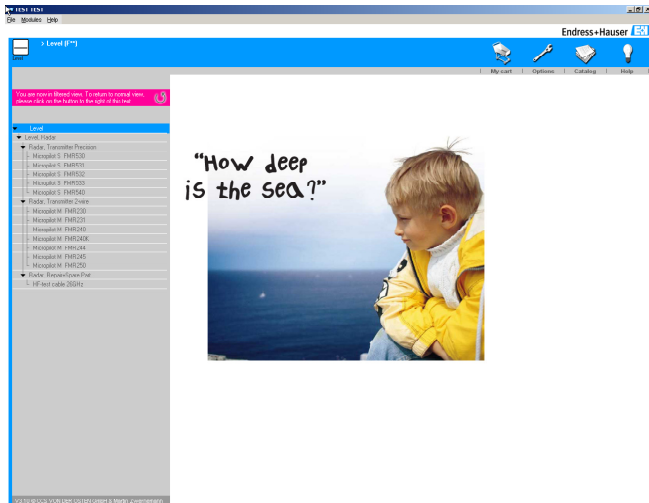 TEST TEST
File Modules Help
Endress+Hauser EH
> Level (F**)
Level
My cart | Options | Catalog | Help
You are now in filtered view. To return to normal view,
please click on the button to the right of this text.
Level
Level, Radar
Radar, Transmitter Precision
Micropilot S FMR530
Micropilot S FMR531
Micropilot S FMR532
Micropilot S FMR533
Micropilot S FMR540
Radar, Transmitter 2-wire
Micropilot M FMR230
Micropilot M FMR231
Micropilot M FMR240
Micropilot M FMR240K
Micropilot M FMR244
Micropilot M FMR245
Micropilot M FMR250
Radar, Repair+Spare Part
HF-test cable 26GHz
"How deep
is the sea?"